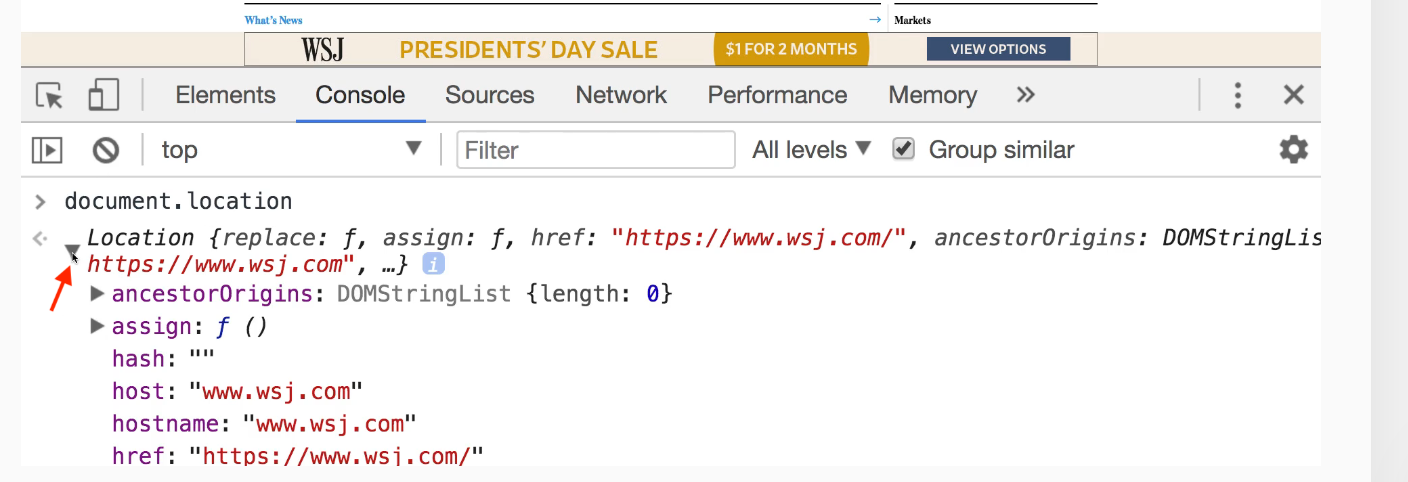 What's News → Markets
WSJ PRESIDENTS' DAY SALE $1 FOR 2 MONTHS VIEW OPTIONS
Elements Console Sources Network Performance Memory »
top Filter All levels Group similar
> document.location
Location {replace: ƒ, assign: ƒ, href: "https://www.wsj.com/", ancestorOrigins: DOMStringLis
https://www.wsj.com", …} i
ancestorOrigins: DOMStringList {length: 0}
assign: ƒ ()
hash: ""
host: "www.wsj.com"
hostname: "www.wsj.com"
href: "https://www.wsj.com/"